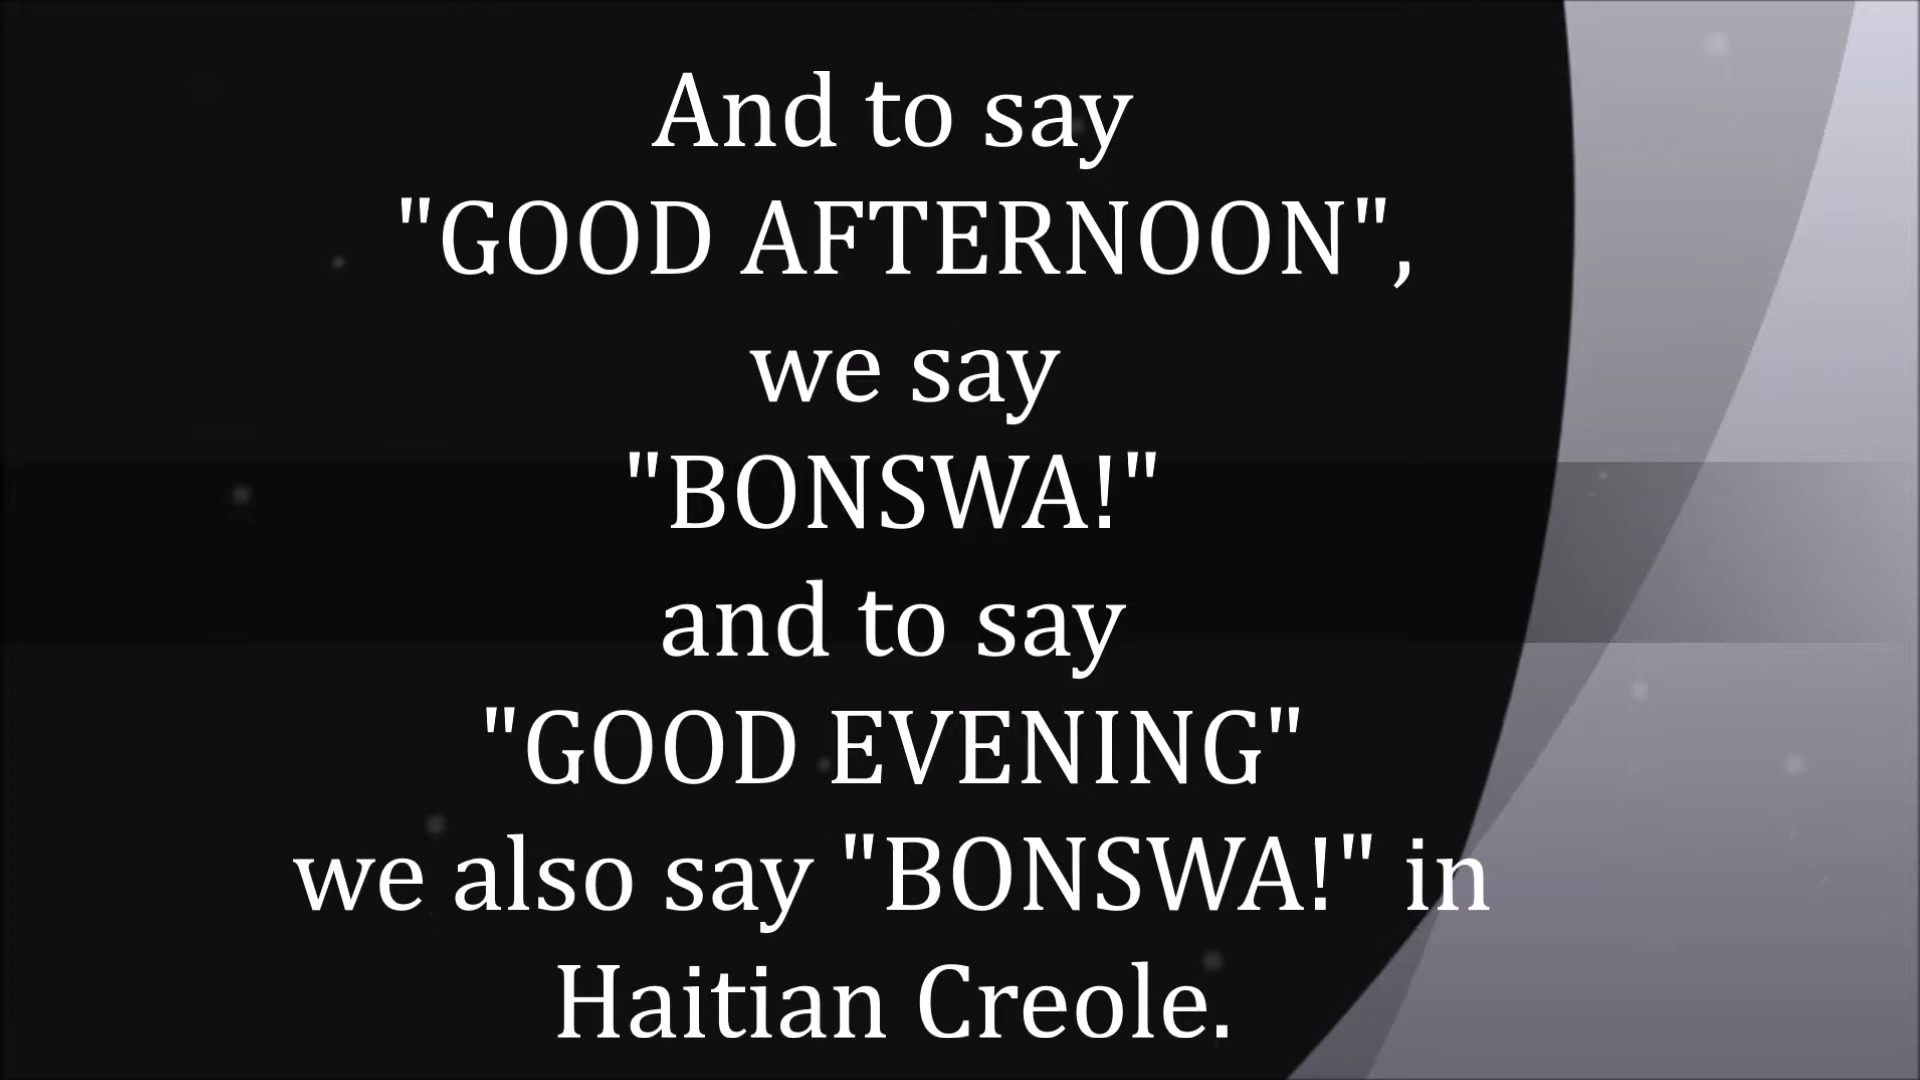 And to say
"GOOD AFTERNOON",
we say
"BONSWA!"
and to say
"GOOD EVENING"
we also say "BONSWA!" in
Haitian Creole.